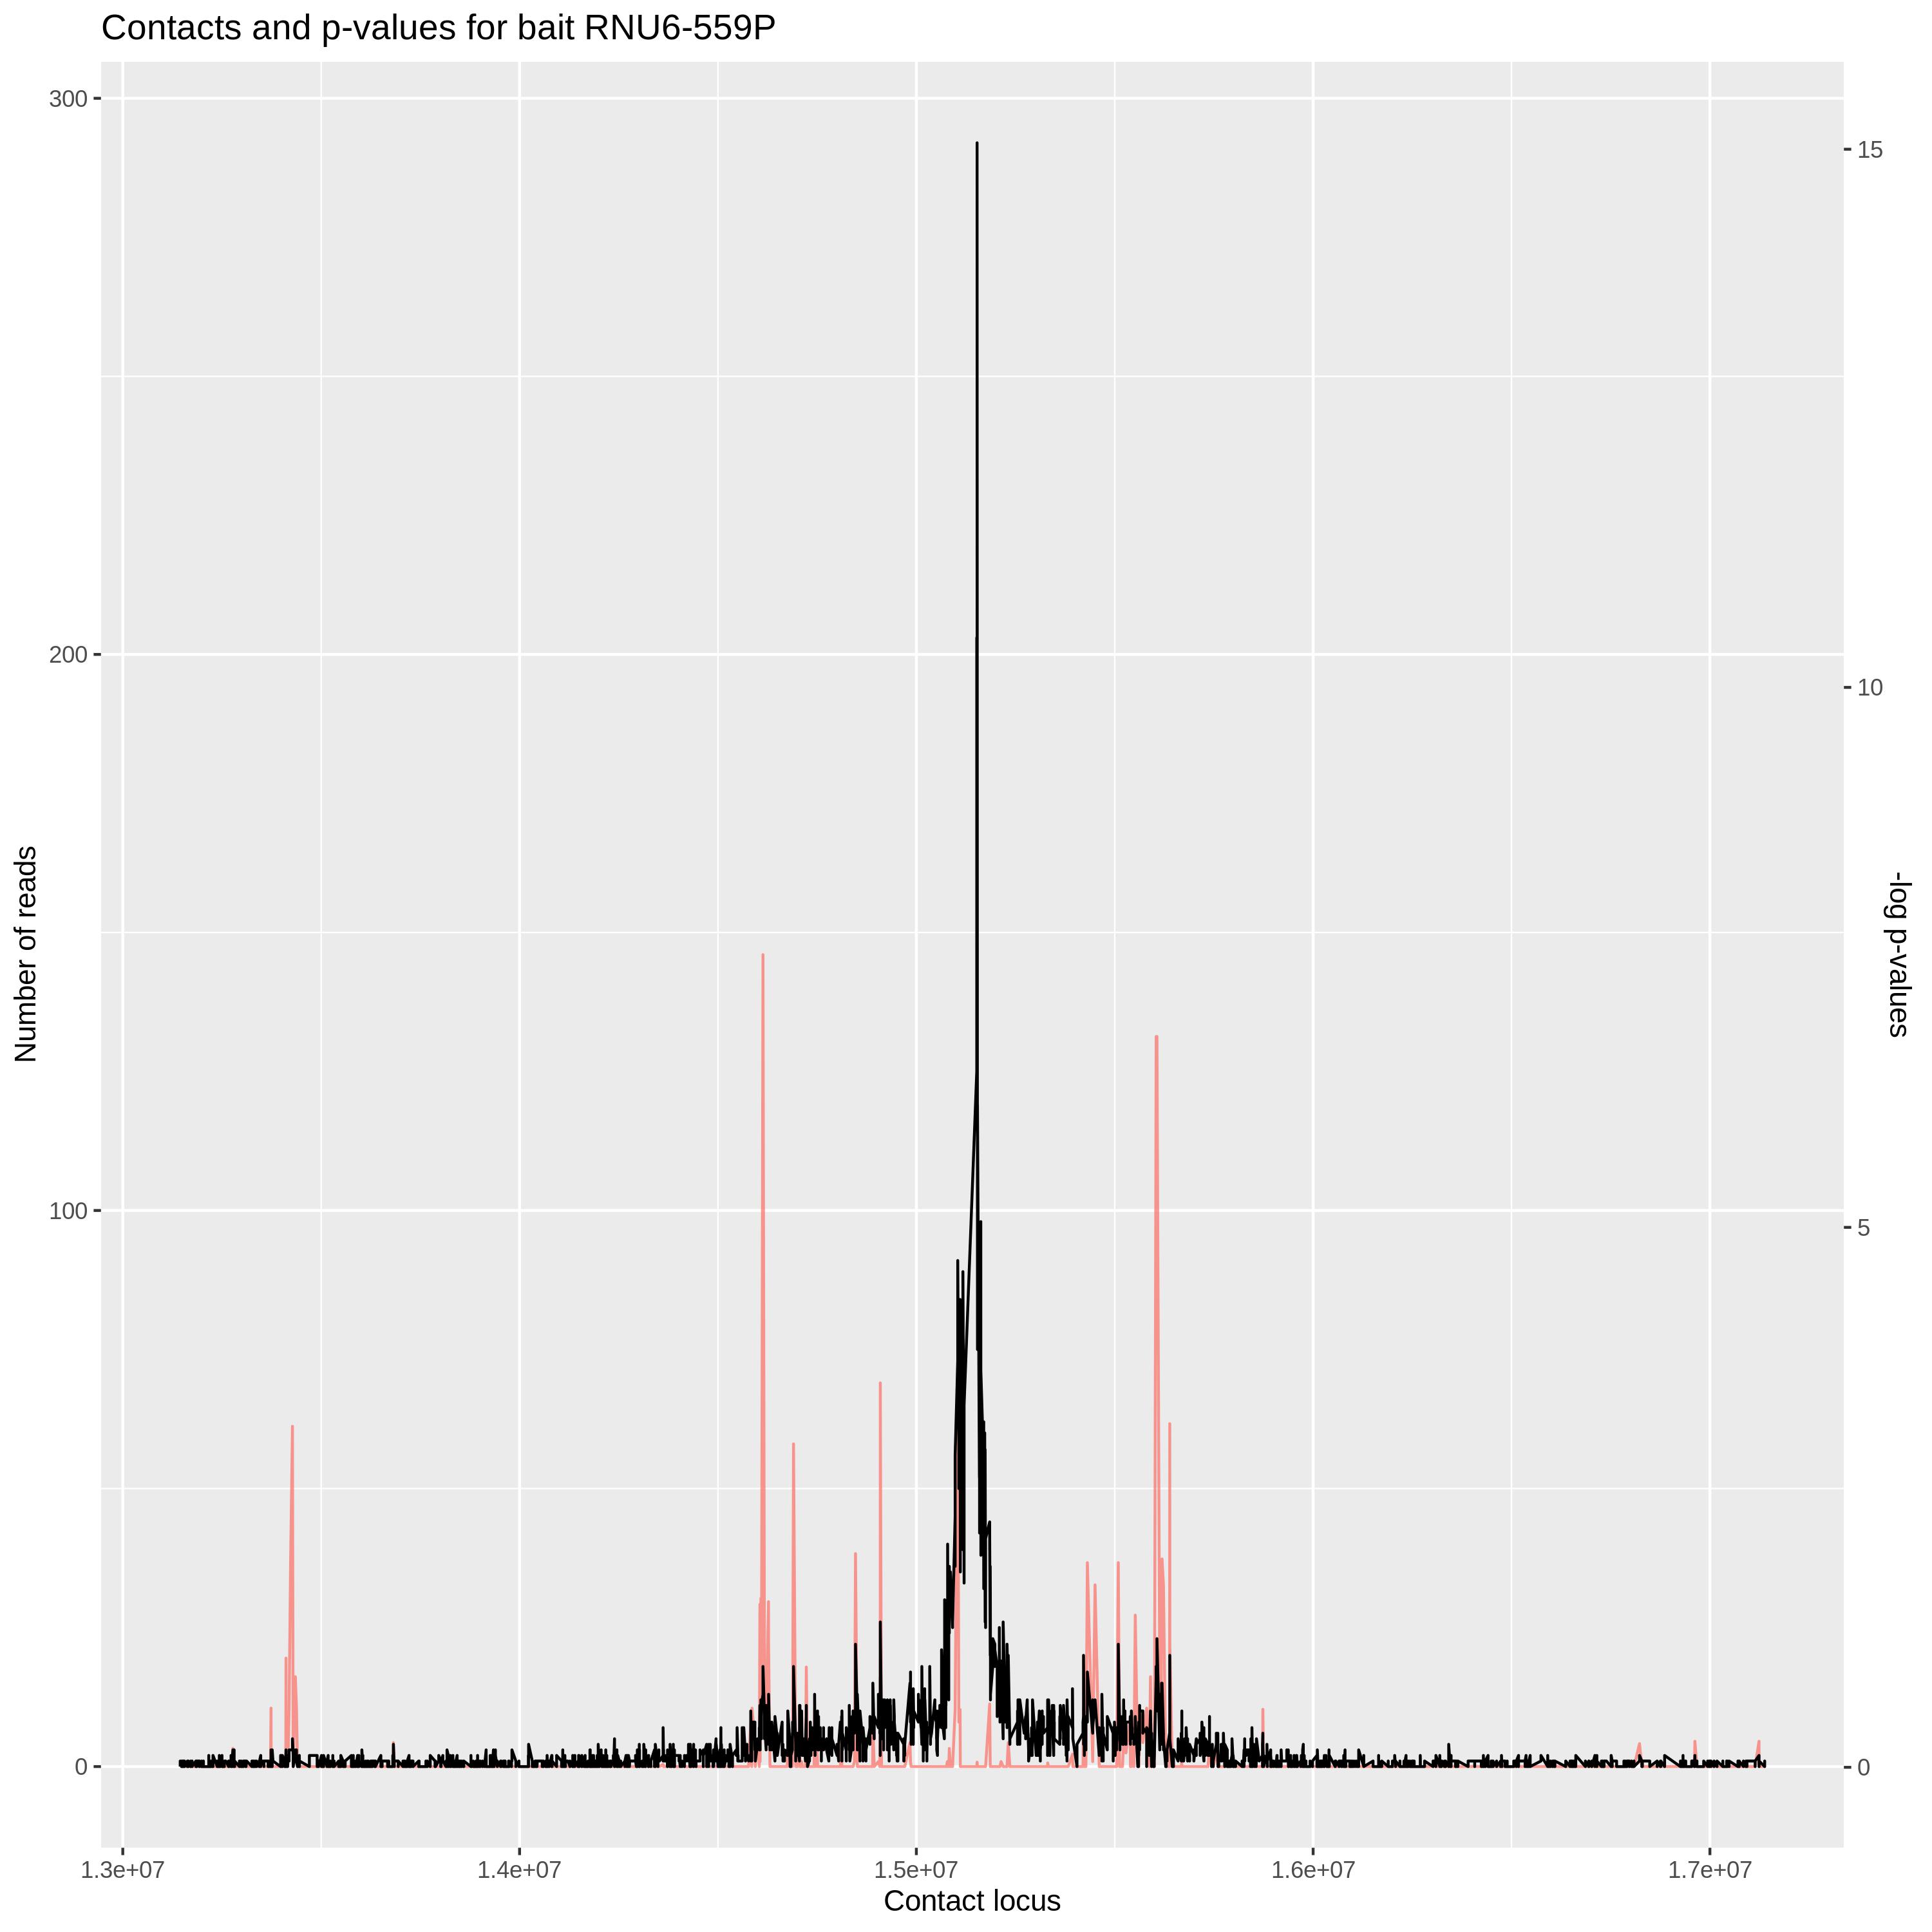 Contacts and p-values for bait RNU6-559P
300
200
100
0
Number of reads
15
10
5
0
-log p-values
1.3e+07
1.4e+07
1.5e+07
1.6e+07
1.7e+07
Contact locus